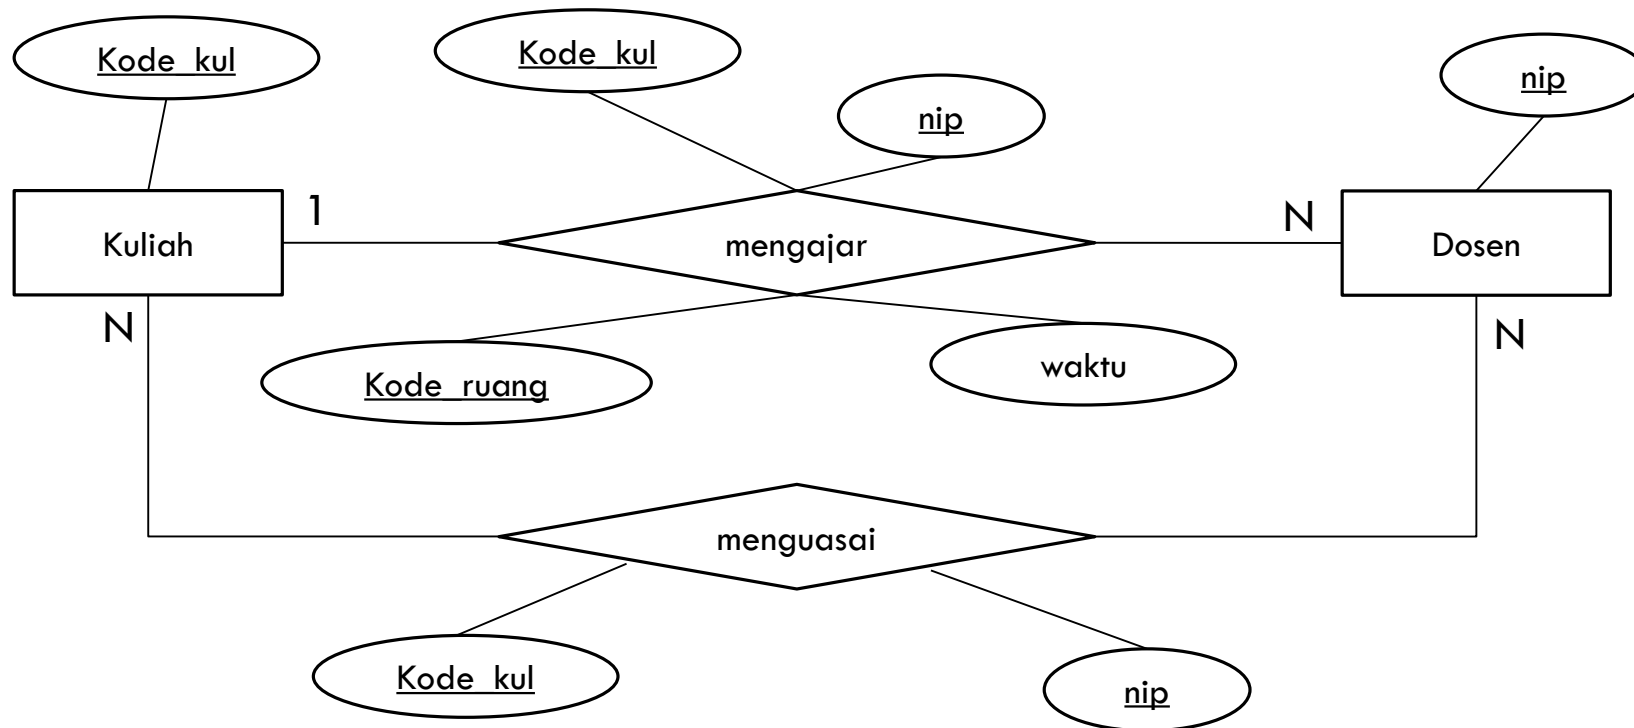 Kode_kul
Kode_kul
nip
nip
Kuliah
1
mengajar
N
Dosen
N
N
Kode_ruang
waktu
menguasai
Kode_kul
nip